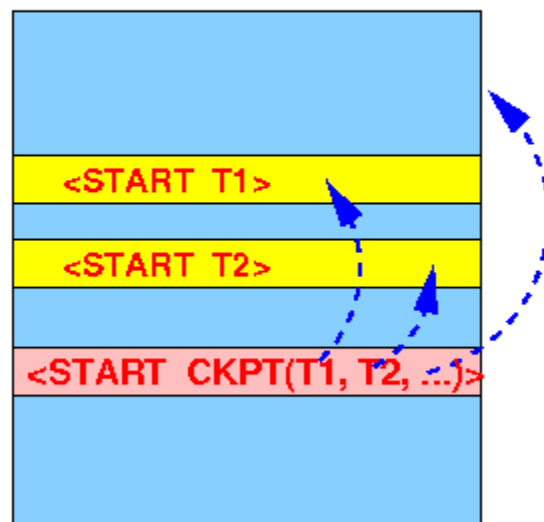 <START T1>
<START T2>
<START CKPT(T1, T2, ...)>